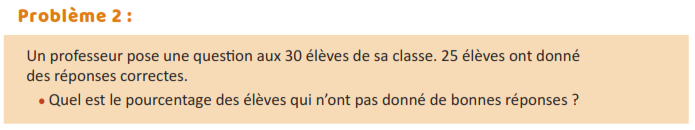 Problème 2 :
Un professeur pose une question aux 30 élèves de sa classe. 25 élèves ont donné
des réponses correctes.
• Quel est le pourcentage des élèves qui n’ont pas donné de bonnes réponses ?